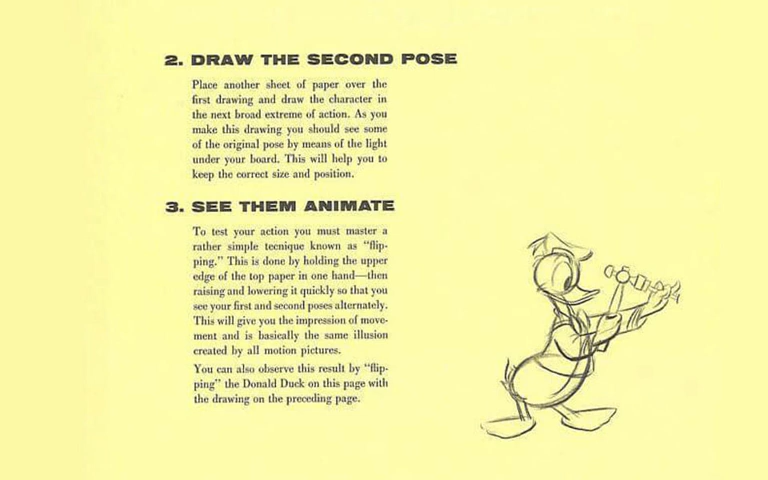 2. DRAW THE SECOND POSE
Place another sheet of paper over the
first drawing and draw the character in
the next broad extreme of action. As you
make this drawing you should see some
of the original pose by means of the light
under your board. This will help you to
keep the correct size and position.
3. SEE THEM ANIMATE
To test your action you must master a
rather simple tecnique known as “flip-
ping.” This is done by holding the upper
edge of the top paper in one hand—then
raising and lowering it quickly so that you
see your first and second poses alternately.
This will give you the impression of move-
ment and is basically the same illusion
created by all motion pictures.
You can also observe this result by “flip-
ping” the Donald Duck on this page with
the drawing on the preceding page.